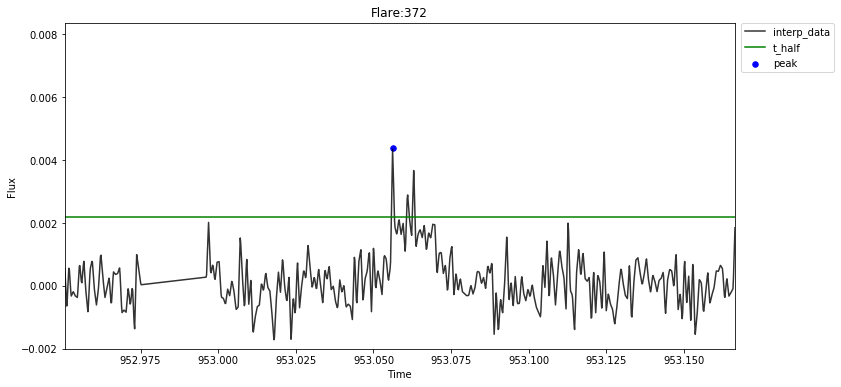 Flare:372
interp_data
t_half
peak
0.008
0.006
0.004
0.002
0.000
−0.002
Flux
952.975
953.000
953.025
953.050
953.075
953.100
953.125
953.150
Time